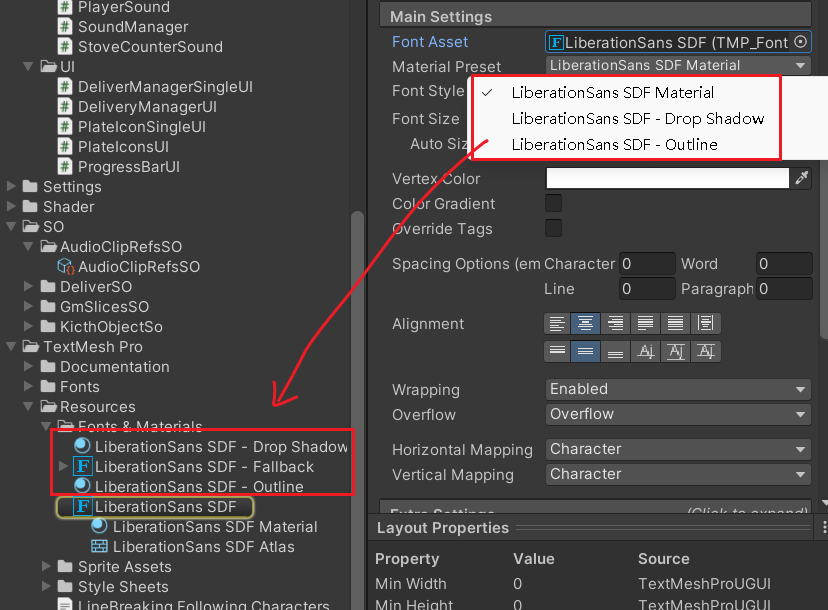 PlayerSound
SoundManager
StoveCounterSound
UI
DeliverManagerSingleUI
DeliveryManagerUI
PlateIconSingleUI
PlateIconsUI
ProgressBarUI
Settings
Shader
SO
AudioClipRefsSO
AudioClipRefsSO
DeliverSO
GmSlicesSO
KicthObjectSo
TextMesh Pro
Documentation
Fonts
Resources
Fonts & Materials
LiberationSans SDF - Drop Shadow
LiberationSans SDF - Fallback
LiberationSans SDF - Outline
LiberationSans SDF
LiberationSans SDF Material
LiberationSans SDF Atlas
Sprite Assets
Style Sheets
LineBreaking Following Characters
Main Settings
Font Asset F LiberationSans SDF (TMP_Font
Material Preset LiberationSans SDF Material
Font Style
LiberationSans SDF Material
Font Size
LiberationSans SDF - Drop Shadow
Auto Siz
LiberationSans SDF - Outline
Vertex Color
Color Gradient
Override Tags
Spacing Options (em Character 0 Word 0
Line 0 Paragraph 0
Alignment
Wrapping Enabled
Overflow Overflow
Horizontal Mapping Character
Vertical Mapping Character
Extra Settings (Click to expand)
Layout Properties
Property Value Source
Min Width 0 TextMeshProUGUI
Min Height 0 TextMeshProUGUI